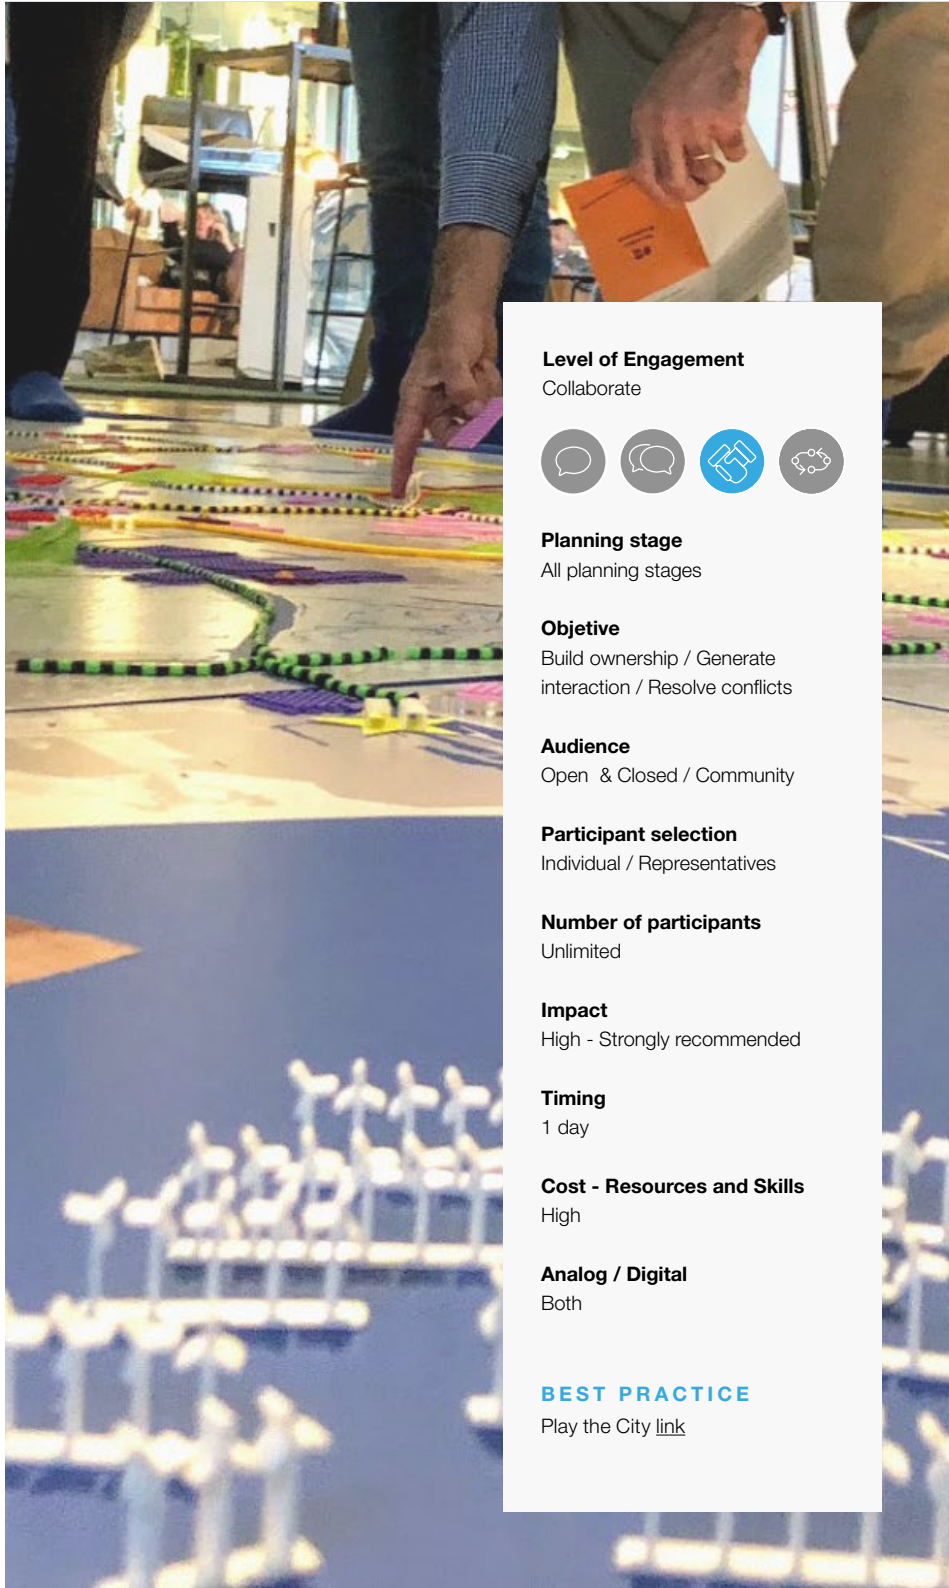 Level of Engagement
Collaborate
Planning stage
All planning stages
Objetive
Build ownership / Generate
interaction / Resolve conflicts
Audience
Open & Closed / Community
Participant selection
Individual / Representatives
Number of participants
Unlimited
Impact
High - Strongly recommended
Timing
1 day
Cost - Resources and Skills
High
Analog / Digital
Both
BEST PRACTICE
Play the City link